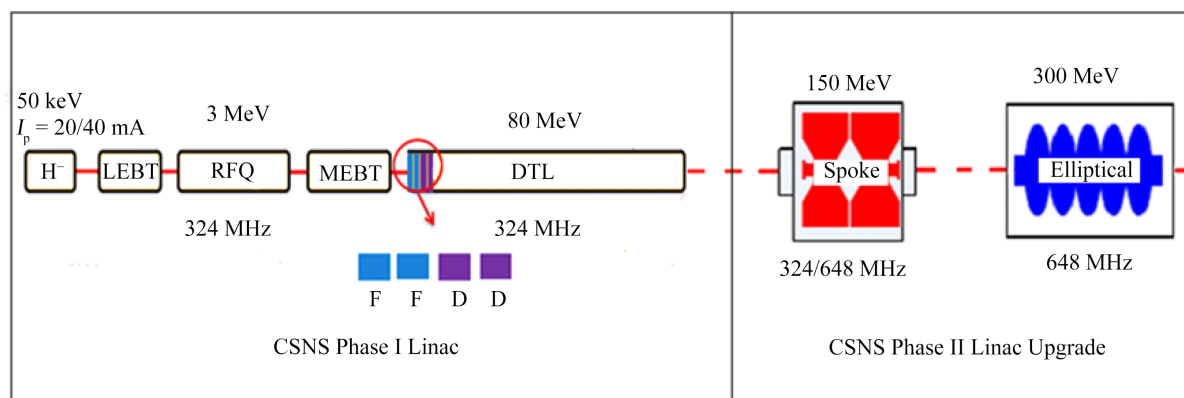 50 keV
Iₚ = 20/40 mA
3 MeV
80 MeV
H⁻
LEBT
RFQ
MEBT
DTL
324 MHz
324 MHz
F
F
D
D
CSNS Phase I Linac
150 MeV
300 MeV
Spoke
Elliptical
324/648 MHz
648 MHz
CSNS Phase II Linac Upgrade